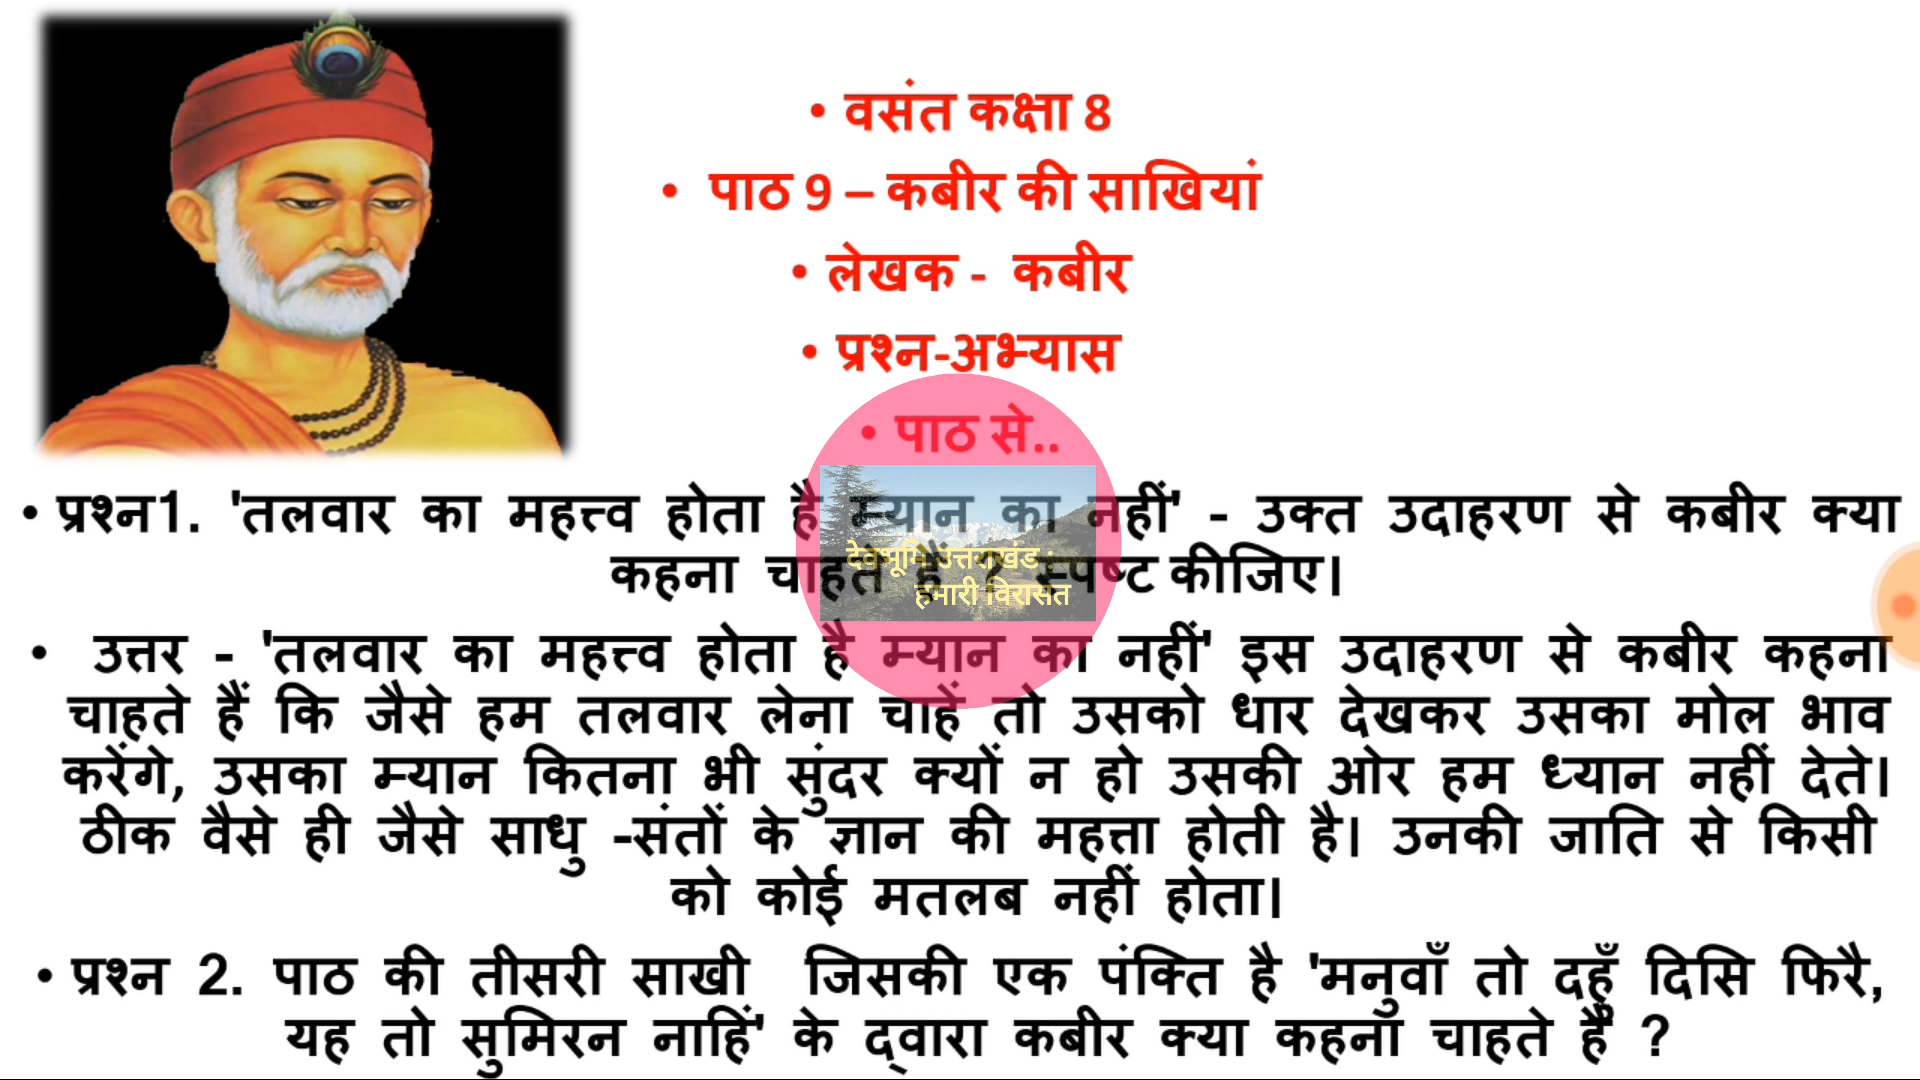 • वसंत कक्षा 8
• पाठ 9 – कबीर की साखियां
• लेखक - कबीर
• प्रश्न-अभ्यास
• पाठ से..
• प्रश्न1. 'तलवार का महत्त्व होता है म्यान का नहीं' - उक्त उदाहरण से कबीर क्या
कहना चाहते हैं ? स्पष्ट कीजिए।
देवभूमि उत्तराखंड :
हमारी विरासत
• उत्तर - 'तलवार का महत्त्व होता है म्यान का नहीं' इस उदाहरण से कबीर कहना
चाहते हैं कि जैसे हम तलवार लेना चाहें तो उसको धार देखकर उसका मोल भाव
करेंगे, उसका म्यान कितना भी सुंदर क्यों न हो उसकी ओर हम ध्यान नहीं देते।
ठीक वैसे ही जैसे साधु -संतों के ज्ञान की महत्ता होती है। उनकी जाति से किसी
को कोई मतलब नहीं होता।
• प्रश्न 2. पाठ की तीसरी साखी जिसकी एक पंक्ति है 'मनुवाँ तो दहुँ दिसि फिरै,
यह तो सुमिरन नाहिं' के द्वारा कबीर क्या कहना चाहते हैं ?